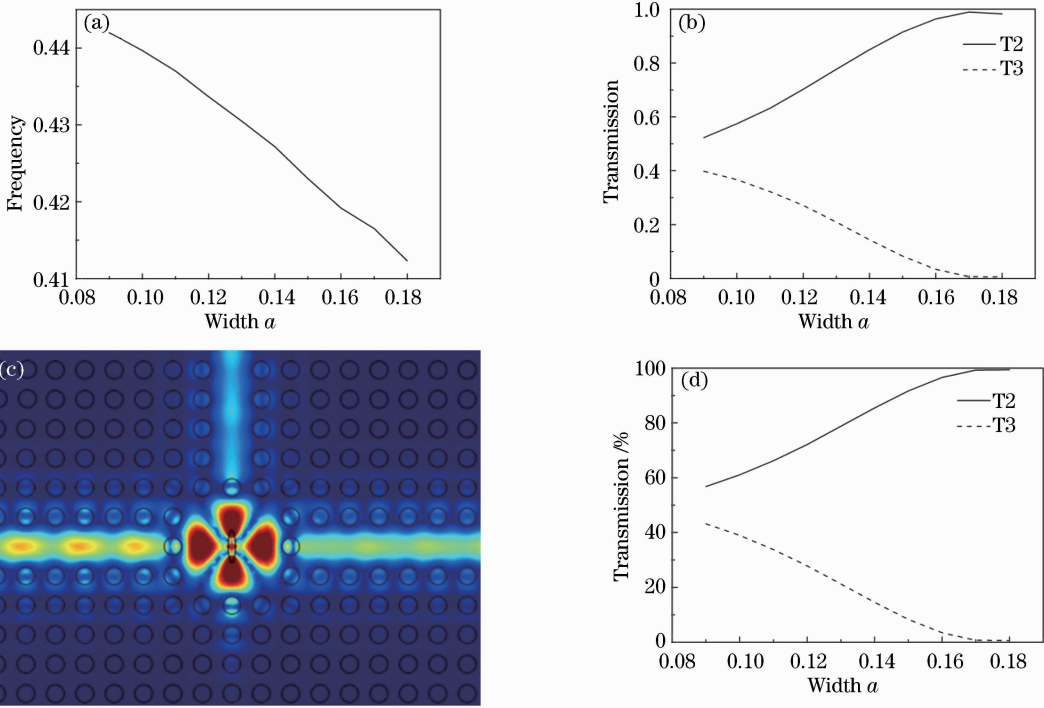 (a)
0.44
0.43
0.42
0.41
Frequency
0.08 0.10 0.12 0.14 0.16 0.18
Width a
(b)
1.0
0.8
0.6
0.4
0.2
0
Transmission
T2
T3
0.08 0.10 0.12 0.14 0.16 0.18
Width a
(c)
(d)
100
80
60
40
20
0
Transmission /%
T2
T3
0.08 0.10 0.12 0.14 0.16 0.18
Width a